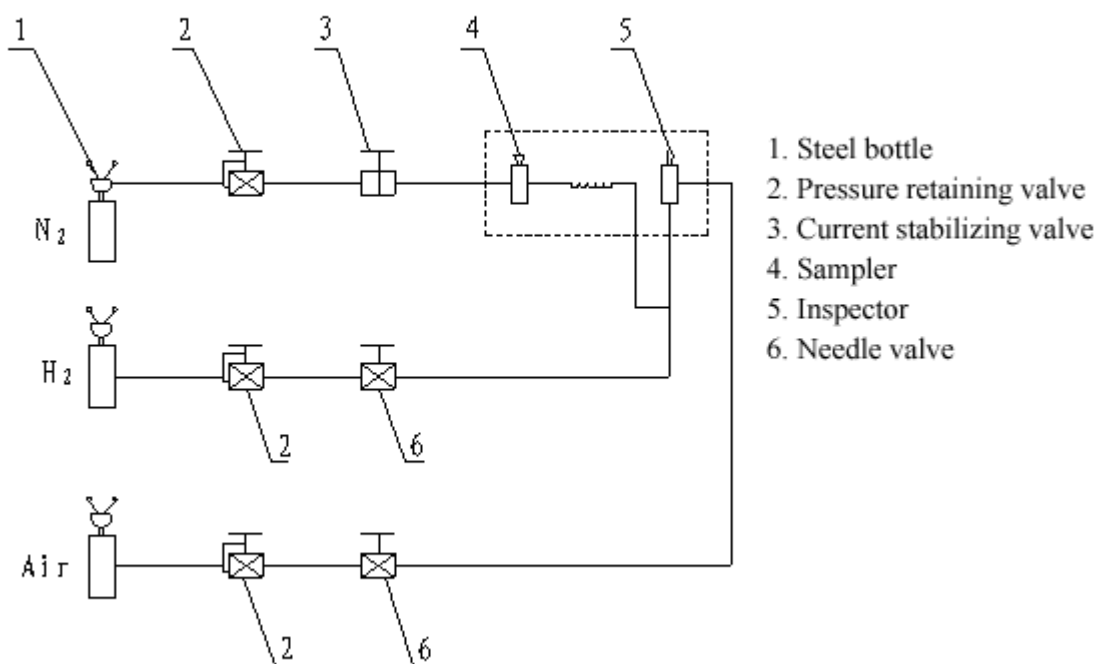 1 2 3 4 5
N₂
H₂
2 6
Air
2 6
1. Steel bottle
2. Pressure retaining valve
3. Current stabilizing valve
4. Sampler
5. Inspector
6. Needle valve